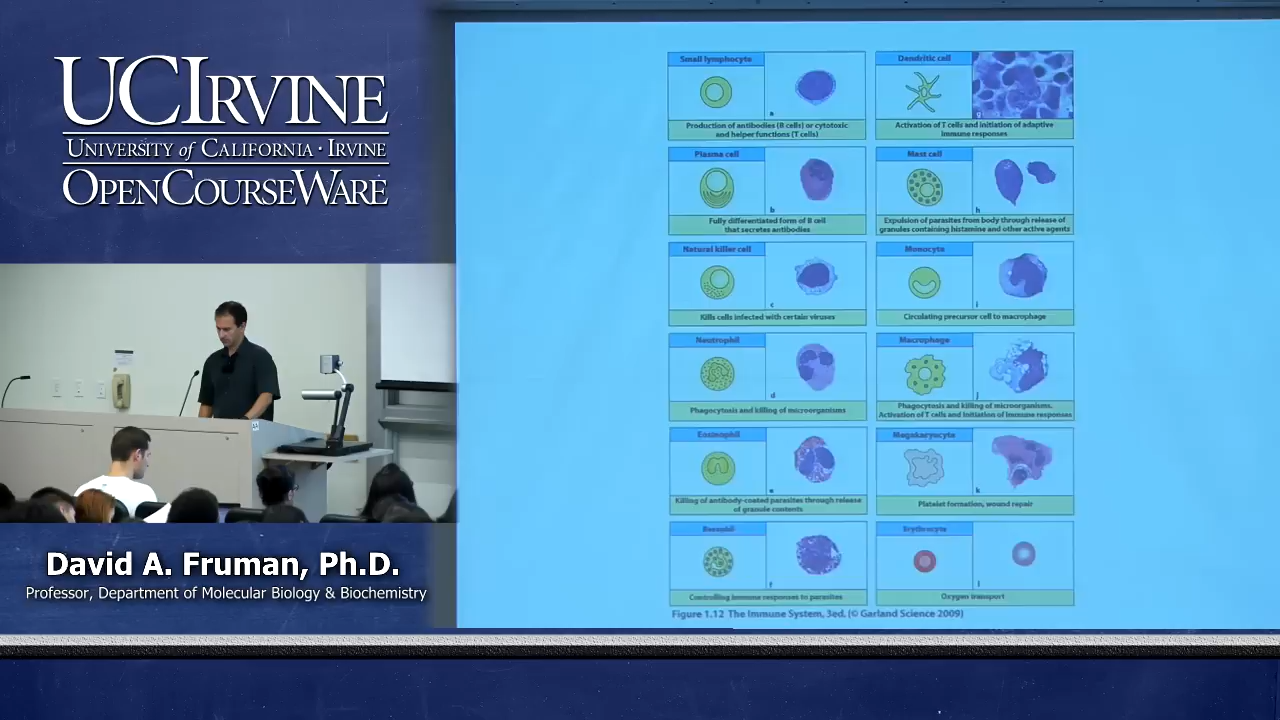 UCIRVINE
UNIVERSITY of CALIFORNIA · IRVINE
OPENCOURSEWARE
David A. Fruman, Ph.D.
Professor, Department of Molecular Biology & Biochemistry
Small lymphocyte
a
Production of antibodies (B cells) or cytotoxic
and helper functions (T cells)
Plasma cell
b
Fully differentiated form of B cell
that secretes antibodies
Natural killer cell
c
Kills cells infected with certain viruses
Neutrophil
d
Phagocytosis and killing of microorganisms
Eosinophil
e
Killing of antibody-coated parasites through release
of granule contents
Basophil
f
Controlling immune responses to parasites
Dendritic cell
g
Activation of T cells and initiation of adaptive
immune responses
Mast cell
h
Expulsion of parasites from body through release of
granules containing histamine and other active agents
Monocyte
i
Circulating precursor cell to macrophage
Macrophage
j
Phagocytosis and killing of microorganisms.
Activation of T cells and initiation of immune responses
Megakaryocyte
k
Platelet formation, wound repair
Erythrocyte
l
Oxygen transport
Figure 1.12 The Immune System, 3ed. (© Garland Science 2009)